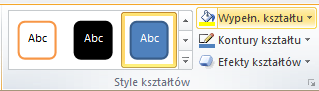 Abc Abc Abc Wypełn. kształtu
Kontury kształtu
Efekty kształtów
Style kształtów